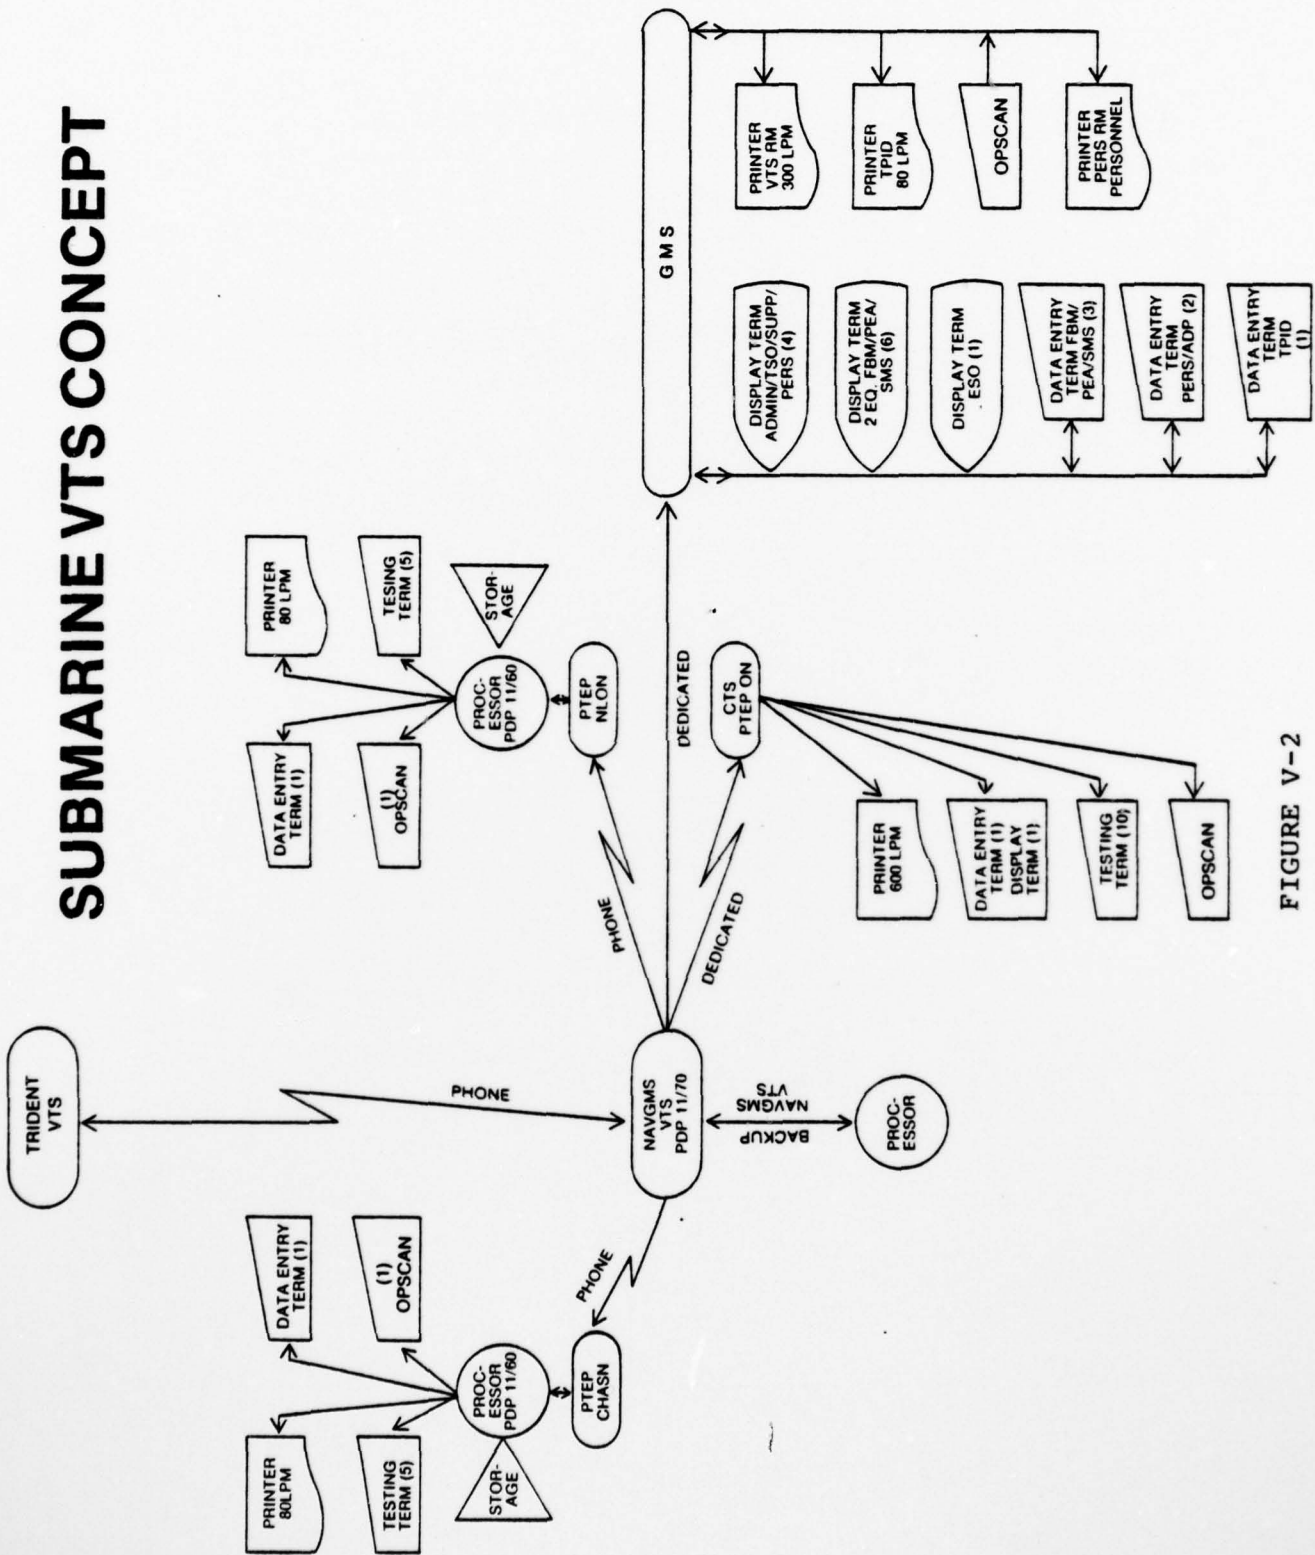 SUBMARINE VTS CONCEPT
TRIDENT
VTS
PHONE
PRINTER
80LPM
DATA ENTRY
TERM (1)
TESTING
TERM (5)
(1)
OPSCAN
STOR-
AGE
PROC-
ESSOR
PDP 11/60
PTEP
CHASN
PHONE
DATA ENTRY
TERM (1)
PRINTER
80 LPM
(1)
OPSCAN
TESING
TERM (5)
PROC-
ESSOR
PDP 11/60
STOR-
AGE
PTEP
NLON
PHONE
NAVGMS
VTS
PDP 11/70
BACKUP
NAVGMS
VTS
PROC-
ESSOR
DEDICATED
DEDICATED
CTS
PTEP ON
PRINTER
600 LPM
DATA ENTRY
TERM (1)
DISPLAY
TERM (1)
TESTING
TERM (10)
OPSCAN
GMS
DISPLAY TERM
ADMIN/TSO/SUPP/
PERS (4)
DISPLAY TERM
2 EQ. FBM/PEA/
SMS (6)
DISPLAY TERM
ESO (1)
DATA ENTRY
TERM FBM/
PEA/SMS (3)
DATA ENTRY
TERM
PERS/ADP (2)
DATA ENTRY
TERM
TPID
(1)
PRINTER
VTS RM
300 LPM
PRINTER
TPID
80 LPM
OPSCAN
PRINTER
PERS RM
PERSONNEL
FIGURE V-2